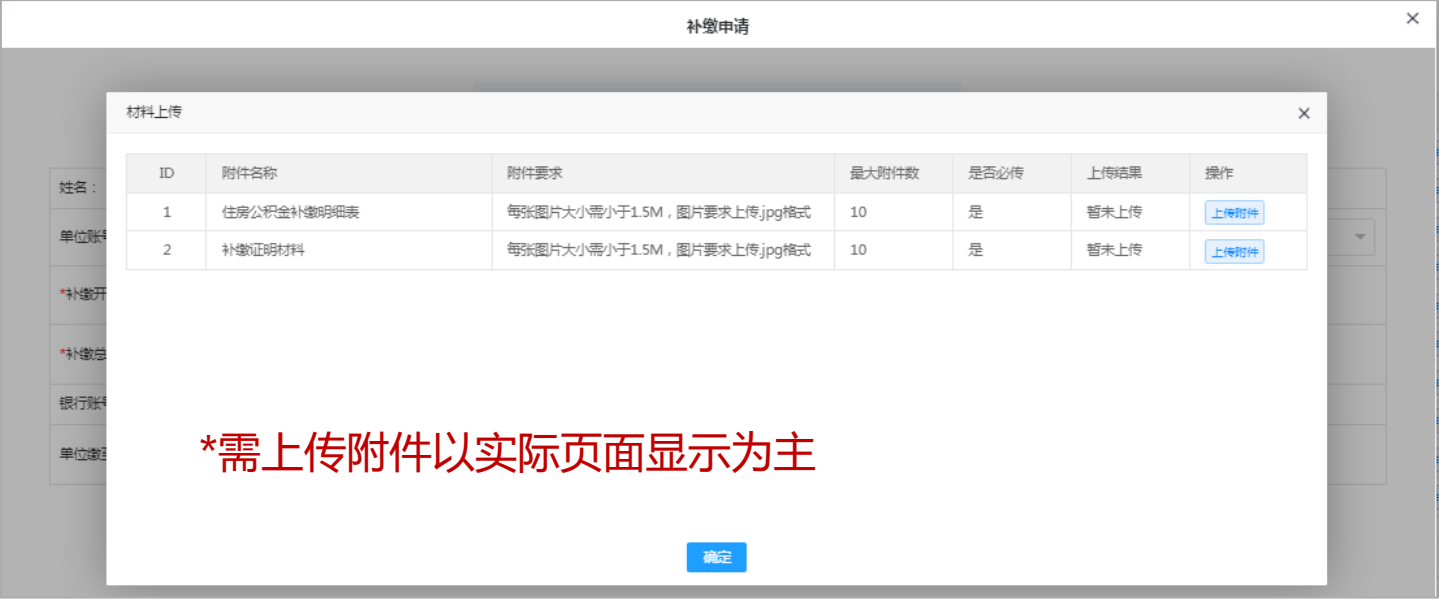 补缴申请
材料上传
ID 附件名称 附件要求 最大附件数 是否必传 上传结果 操作
1 住房公积金补缴明细表 每张图片大小需小于1.5M，图片要求上传.jpg格式 10 是 暂未上传 上传附件
2 补缴证明材料 每张图片大小需小于1.5M，图片要求上传.jpg格式 10 是 暂未上传 上传附件
姓名：
单位账号
*补缴开
*补缴总
银行账号
单位缴至
*需上传附件以实际页面显示为主
确定